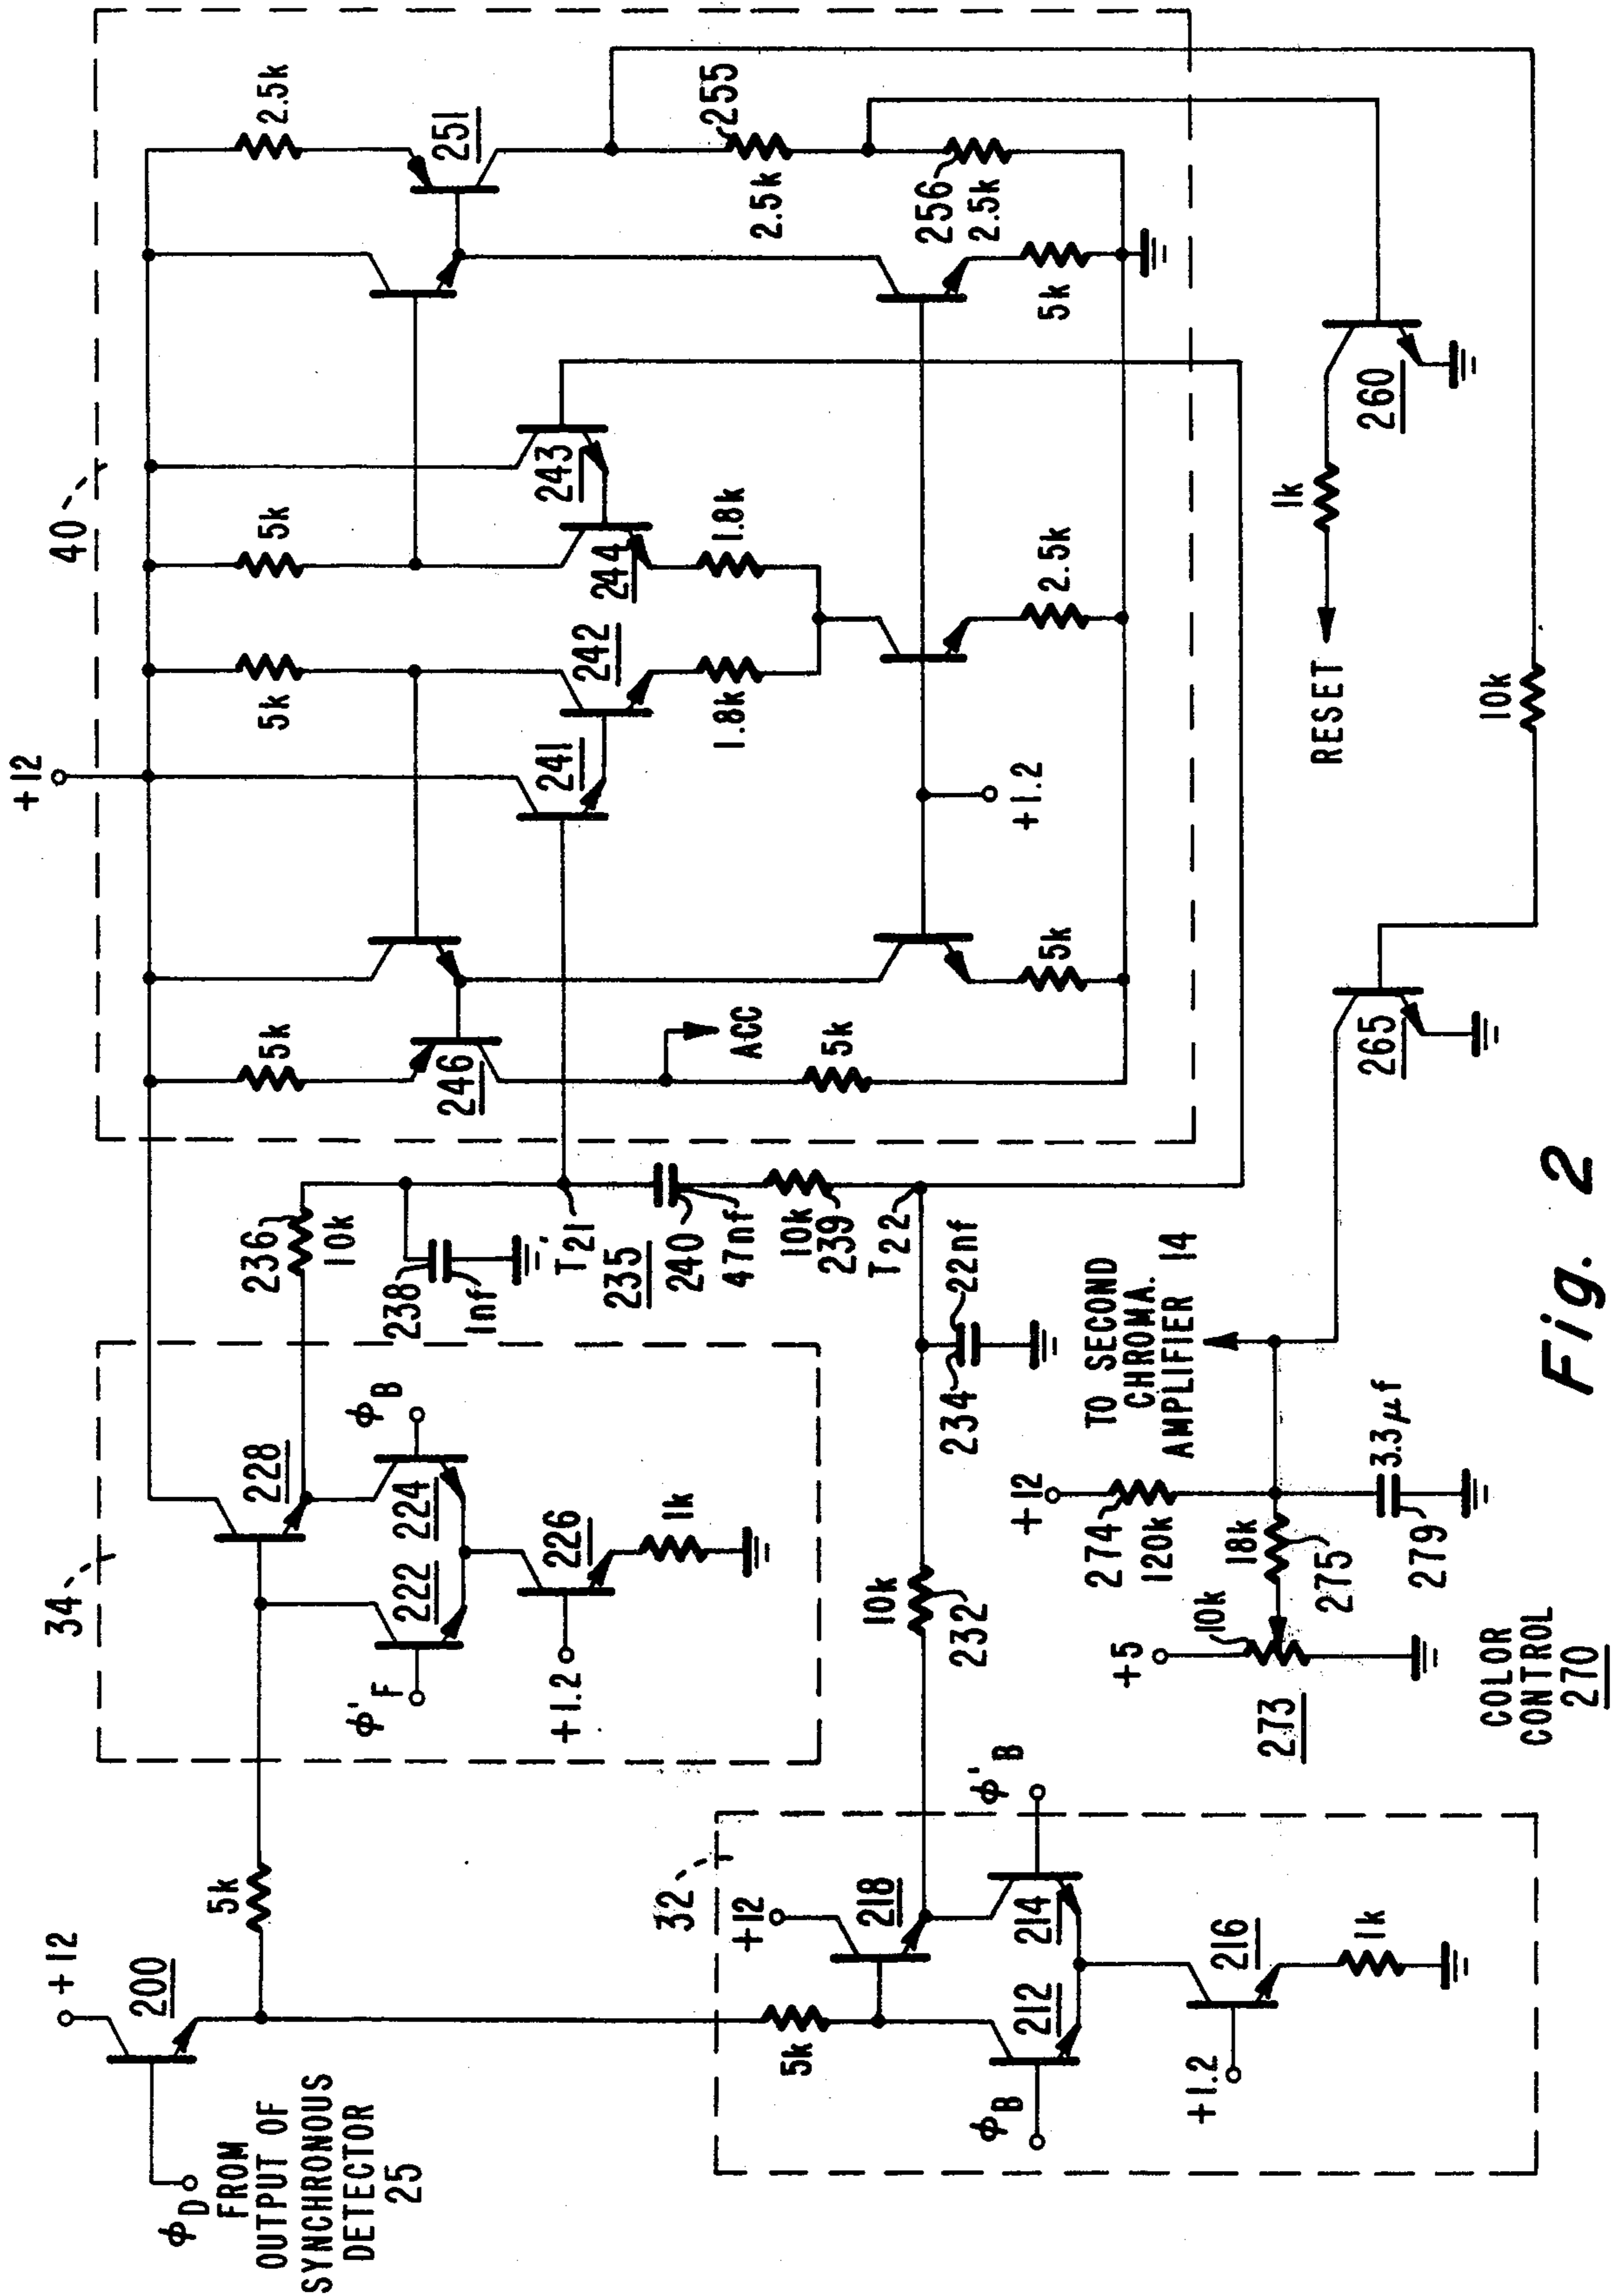 +12
40
5k
5k
2.5k
251
255
2.5k
256
2.5k
5k
243
244
242
241
1.8k
1.8k
2.5k
+1.2
5k
246
ACC
5k
5k
236
10k
238
1nf
T'21
235
240
47nf
10k
239
T22
34
228
φB
224
222
φ'F
226
+1.2
1k
5k
+12
200
φD
FROM
OUTPUT OF
SYNCHRONOUS
DETECTOR
25
32
+12
218
φ'B
214
212
φB
216
+1.2
1k
5k
10k
232
234
22nf
TO SECOND
CHROMA.
AMPLIFIER 14
+12
274
120k
18k
275
3.3μf
279
+5
10k
273
COLOR
CONTROL
270
265
10k
RESET
1k
260
Fig. 2